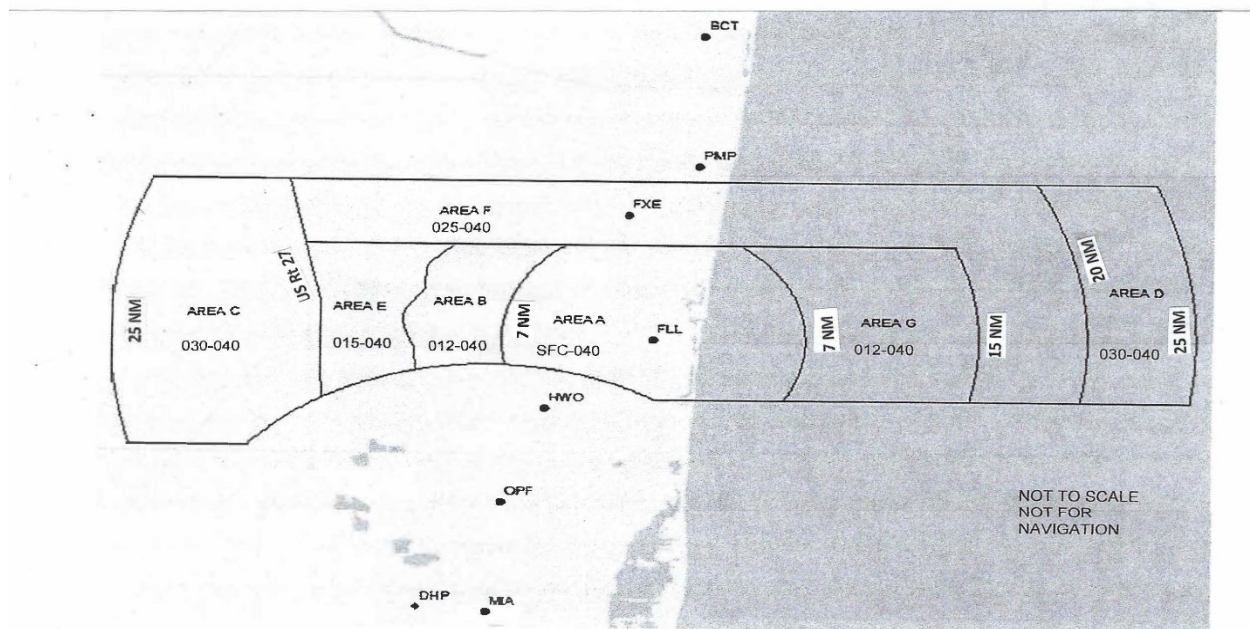 BCT
PMP
FXE
AREA F
025-040
US Rt 27
20 NM
AREA C
030-040
25 NM
AREA E
015-040
AREA B
012-040
7 NM
AREA A
SFC-040
FLL
7 NM
AREA G
012-040
15 NM
AREA D
030-040
25 NM
HWO
OPF
NOT TO SCALE
NOT FOR
NAVIGATION
DHP
MIA